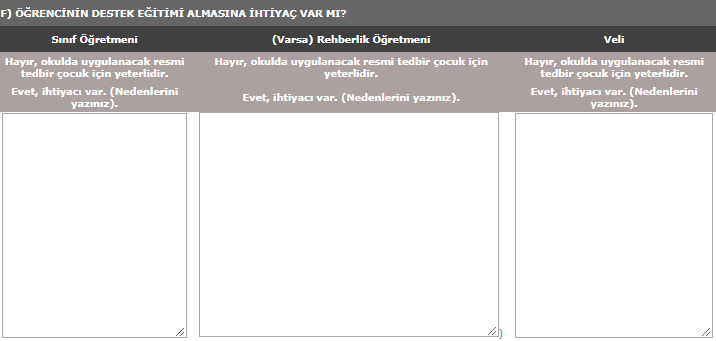 F) ÖĞRENCİNİN DESTEK EĞİTİMİ ALMASINA İHTİYAÇ VAR MI?
Sınıf Öğretmeni
(Varsa) Rehberlik Öğretmeni
Veli
Hayır, okulda uygulanacak resmi
tedbir çocuk için yeterlidir.
Hayır, okulda uygulanacak resmi tedbir çocuk için
yeterlidir.
Hayır, okulda uygulanacak resmi
tedbir çocuk için yeterlidir.
Evet, ihtiyacı var. (Nedenlerini
yazınız).
Evet, ihtiyacı var. (Nedenlerini yazınız).
Evet, ihtiyacı var. (Nedenlerini
yazınız).
)